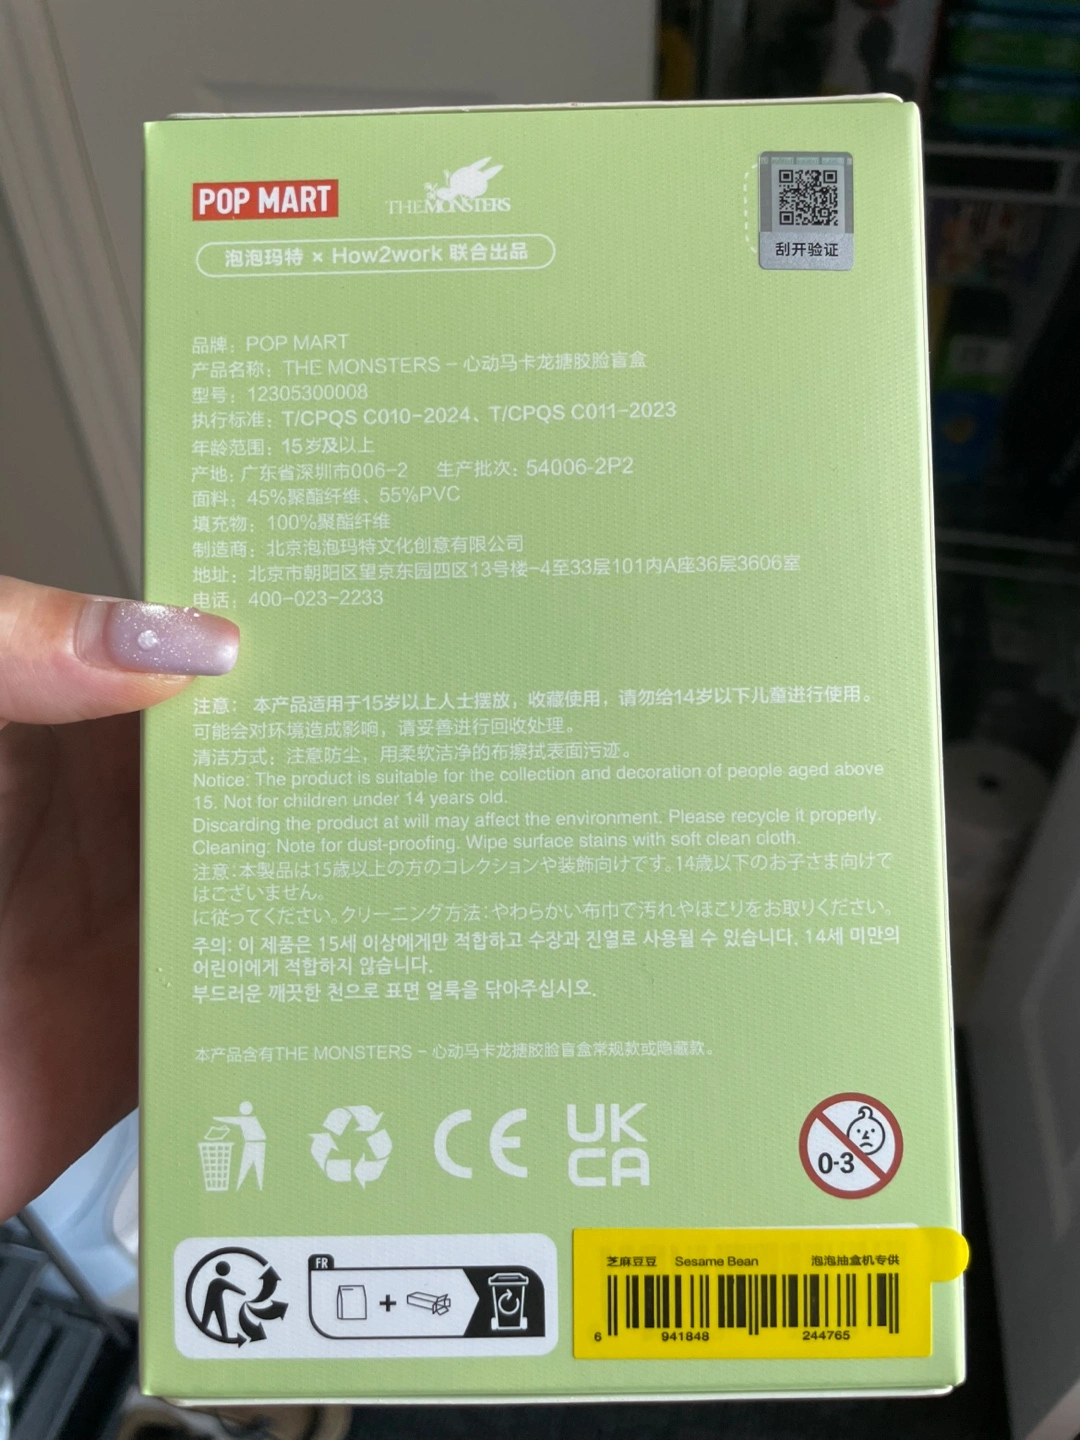 POP MART
THE MONSTERS
泡泡玛特 × How2work 联合出品
刮开验证
品牌：POP MART
产品名称：THE MONSTERS－心动马卡龙搪胶脸盲盒
型号：12305300008
执行标准：T/CPQS C010-2024、T/CPQS C011-2023
年龄范围：15岁及以上
产地：广东省深圳市006-2 生产批次：54006-2P2
面料：45%聚酯纤维、55%PVC
填充物：100%聚酯纤维
制造商：北京泡泡玛特文化创意有限公司
地址：北京市朝阳区望京东园四区13号楼-4至33层101内A座36层3606室
电话：400-023-2233
注意：本产品适用于15岁以上人士摆放，收藏使用，请勿给14岁以下儿童进行使用。
可能会对环境造成影响，请妥善进行回收处理。
清洁方式：注意防尘，用柔软洁净的布擦拭表面污迹。
Notice: The product is suitable for the collection and decoration of people aged above
15. Not for children under 14 years old.
Discarding the product at will may affect the environment. Please recycle it properly.
Cleaning: Note for dust-proofing. Wipe surface stains with soft clean cloth.
注意：本製品は15歳以上の方のコレクションや装飾向けです。14歳以下のお子さま向けで
はございません。
に従ってください。クリーニング方法：やわらかい布巾で汚れやほこりをお取りください。
주의: 이 제품은 15세 이상에게만 적합하고 수장과 진열로 사용될 수 있습니다. 14세 미만의
어린이에게 적합하지 않습니다.
부드러운 깨끗한 천으로 표면 얼룩을 닦아주십시오.
本产品含有THE MONSTERS－心动马卡龙搪胶脸盲盒常规款或隐藏款。
CE
UK
CA
0-3
FR
+
芝麻豆豆 Sesame Bean 泡泡抽盒机专供
6 941848 244765